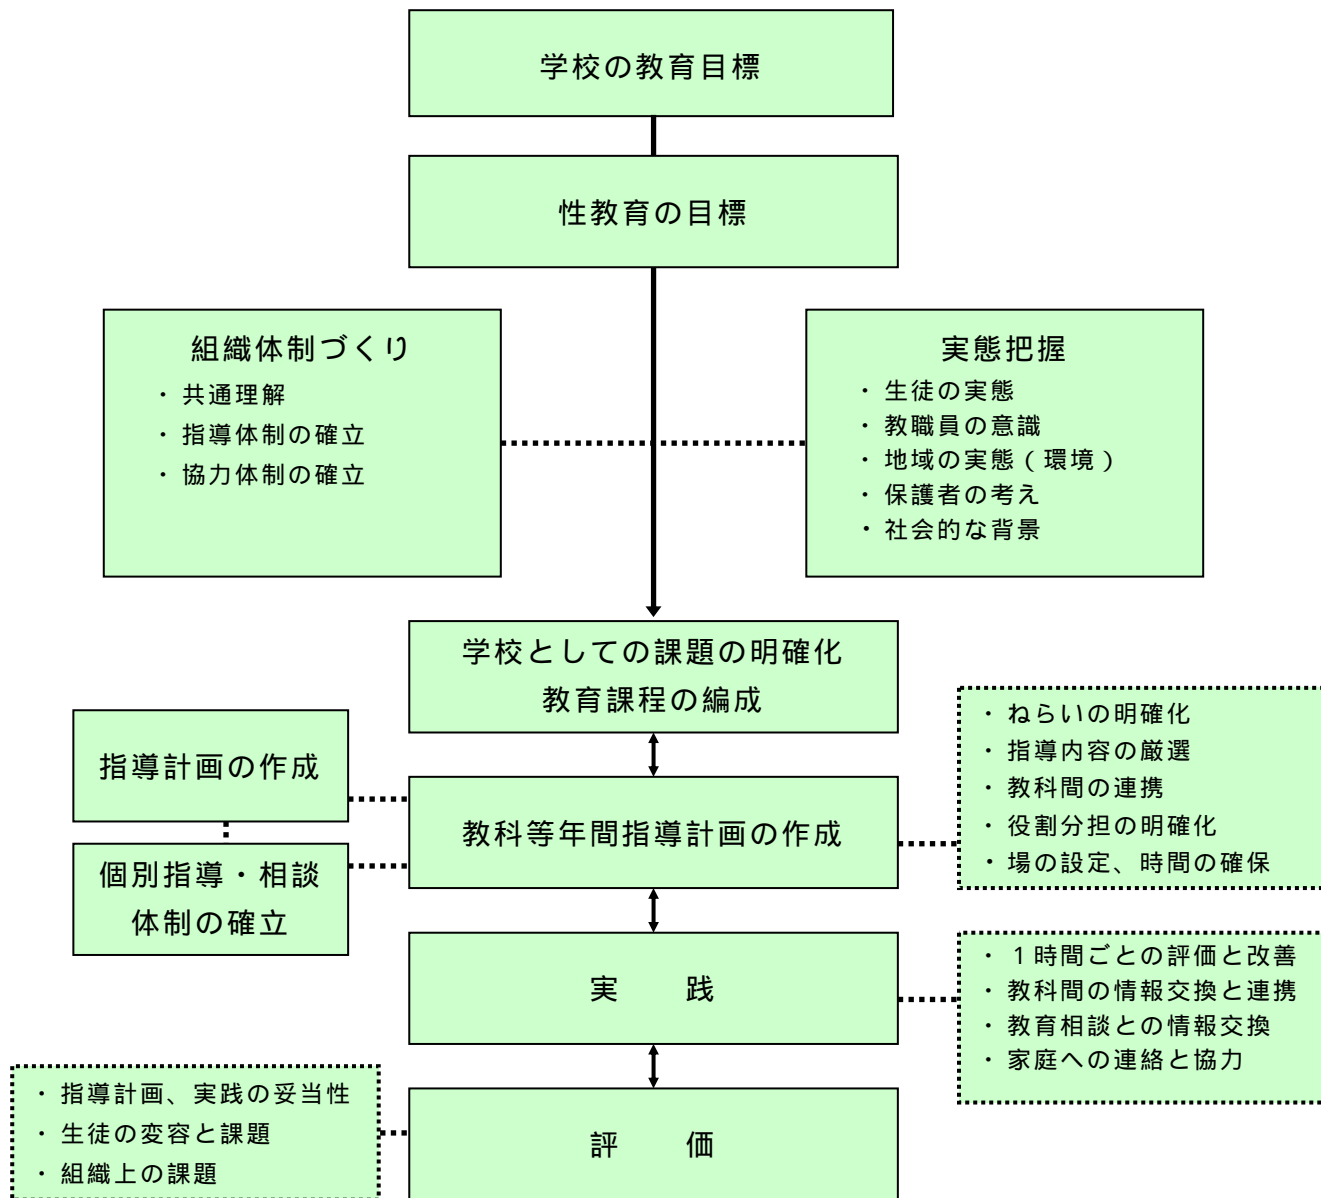 学校の教育目標
性教育の目標
組織体制づくり
・ 共通理解
・ 指導体制の確立
・ 協力体制の確立
実態把握
・ 生徒の実態
・ 教職員の意識
・ 地域の実態（環境）
・ 保護者の考え
・ 社会的な背景
学校としての課題の明確化
教育課程の編成
指導計画の作成
個別指導・相談
体制の確立
教科等年間指導計画の作成
・ ねらいの明確化
・ 指導内容の厳選
・ 教科間の連携
・ 役割分担の明確化
・ 場の設定、時間の確保
実　　践
・ １時間ごとの評価と改善
・ 教科間の情報交換と連携
・ 教育相談との情報交換
・ 家庭への連絡と協力
・ 指導計画、実践の妥当性
・ 生徒の変容と課題
・ 組織上の課題
評　　価